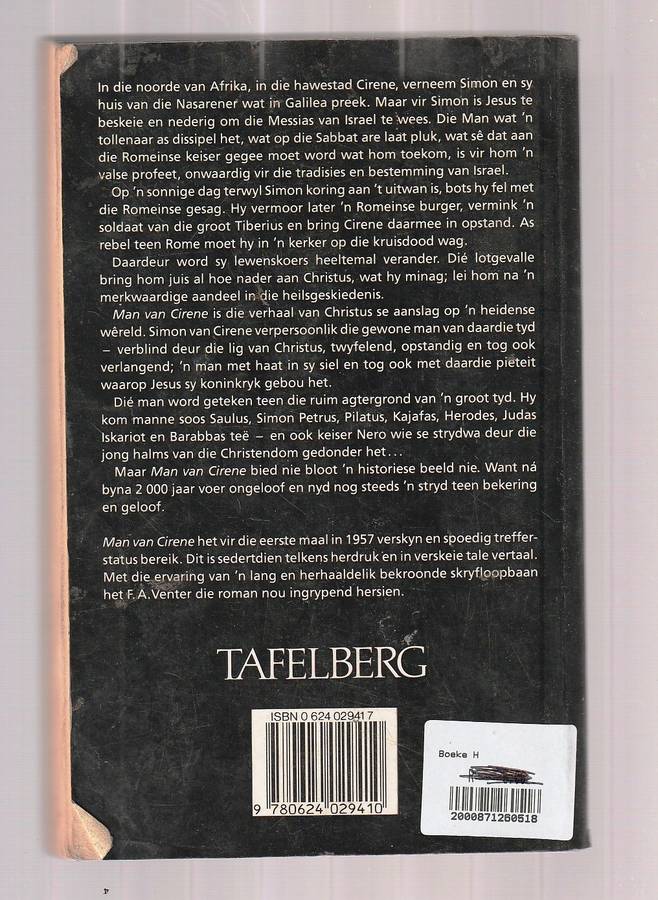 In die noorde van Afrika, in die hawestad Cirene, verneem Simon en sy
huis van die Nasarener wat in Galilea preek. Maar vir Simon is Jesus te
beskeie en nederig om die Messias van Israel te wees. Die Man wat 'n
tollenaar as dissipel het, wat op die Sabbat are laat pluk, wat sê dat aan
die Romeinse keiser gegee moet word wat hom toekom, is vir hom 'n
valse profeet, onwaardig vir die tradisies en bestemming van Israel.
Op 'n sonnige dag terwyl Simon koring aan 't uitwan is, bots hy fel met
die Romeinse gesag. Hy vermoor later 'n Romeinse burger, vermink 'n
soldaat van die groot Tiberius en bring Cirene daarmee in opstand. As
rebel teen Rome moet hy in 'n kerker op die kruisdood wag.
Daardeur word sy lewenskoers heeltemal verander. Dié lotgevalle
bring hom juis al hoe nader aan Christus, wat hy minag; lei hom na 'n
merkwaardige aandeel in die heilsgeskiedenis.
Man van Cirene is die verhaal van Christus se aanslag op 'n heidense
wêreld. Simon van Cirene verpersoonlik die gewone man van daardie tyd
– verblind deur die lig van Christus, twyfelend, opstandig en tog ook
verlangend; 'n man met haat in sy siel en tog ook met daardie piëteit
waarop Jesus sy koninkryk gebou het.
Dié man word geteken teen die ruim agtergrond van 'n groot tyd. Hy
kom manne soos Saulus, Simon Petrus, Pilatus, Kajafas, Herodes, Judas
Iskariot en Barabbas teë – en ook keiser Nero wie se strydwa deur die
jong halms van die Christendom gedonder het...
Maar Man van Cirene bied nie bloot 'n historiese beeld nie. Want ná
byna 2 000 jaar voer ongeloof en nyd nog steeds 'n stryd teen bekering
en geloof.
Man van Cirene het vir die eerste maal in 1957 verskyn en spoedig treffer-
status bereik. Dit is sedertdien telkens herdruk en in verskeie tale vertaal.
Met die ervaring van 'n lang en herhaaldelik bekroonde skryfloopbaan
het F.A.Venter die roman nou ingrypend hersien.
TAFELBERG
ISBN 0 624 02941 7
9 780624 029410
Boeke H
2000871260518